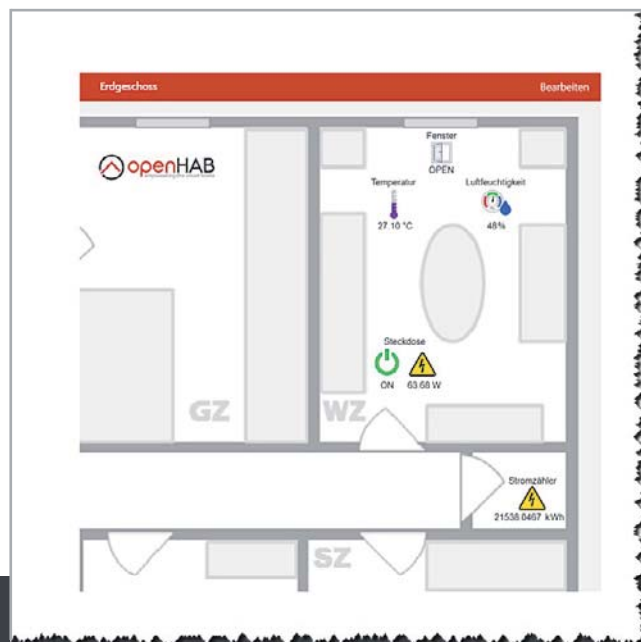 Erdgeschoss
Bearbeiten
openHAB
Fenster
OPEN
Temperatur
Luftfeuchtigkeit
27.10 °C
48%
Steckdose
ON
63.68 W
GZ
WZ
Stromzähler
21538.0467 kWh
SZ